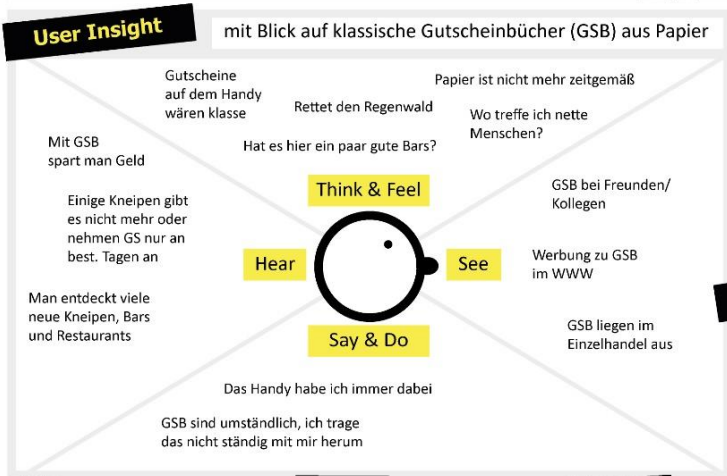 User Insight
mit Blick auf klassische Gutscheinbücher (GSB) aus Papier
Gutscheine
auf dem Handy
wären klasse
Rettet den Regenwald
Papier ist nicht mehr zeitgemäß
Wo treffe ich nette
Menschen?
Hat es hier ein paar gute Bars?
Think & Feel
Mit GSB
spart man Geld
Einige Kneipen gibt
es nicht mehr oder
nehmen GS nur an
best. Tagen an
Man entdeckt viele
neue Kneipen, Bars
und Restaurants
Hear
See
GSB bei Freunden/
Kollegen
Werbung zu GSB
im WWW
GSB liegen im
Einzelhandel aus
Say & Do
Das Handy habe ich immer dabei
GSB sind umständlich, ich trage
das nicht ständig mit mir herum